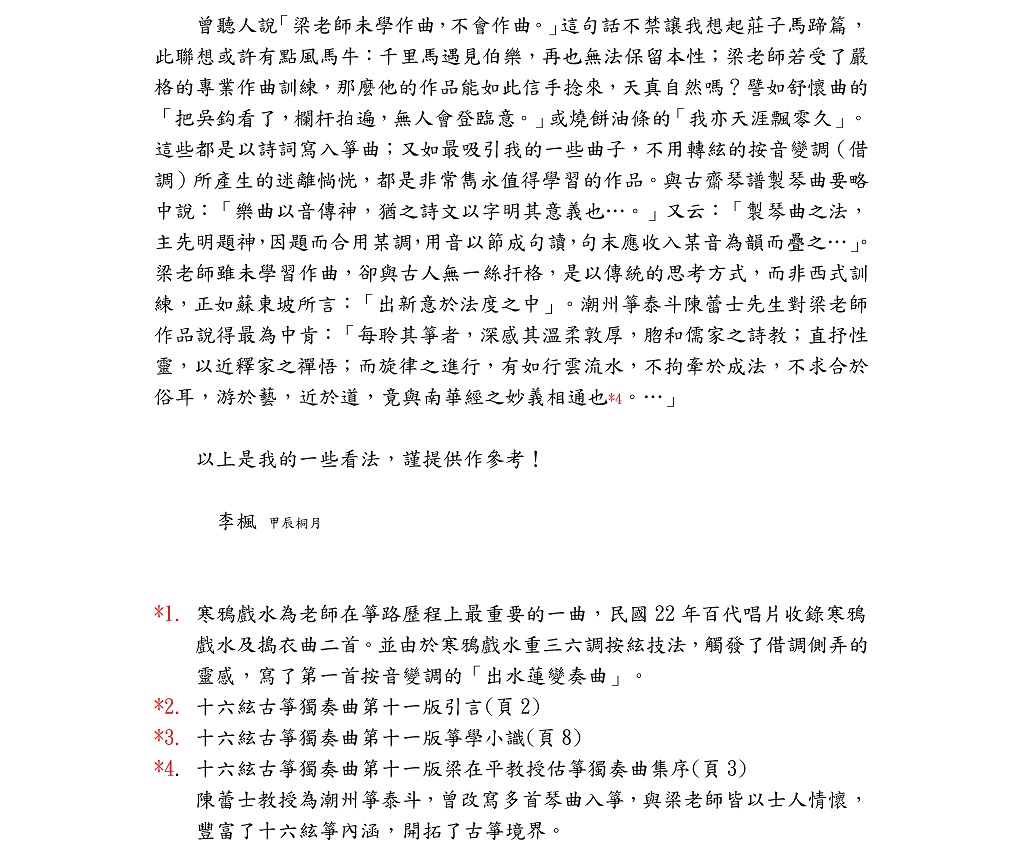 曾聽人說「梁老師未學作曲，不會作曲。」這句話不禁讓我想起莊子馬蹄篇，
此聯想或許有點風馬牛：千里馬遇見伯樂，再也無法保留本性；梁老師若受了嚴
格的專業作曲訓練，那麼他的作品能如此信手捻來，天真自然嗎？譬如舒懷曲的
「把吳鈎看了，欄杆拍遍，無人會登臨意。」或燒餅油條的「我亦天涯飄零久」。
這些都是以詩詞寫入箏曲；又如最吸引我的一些曲子，不用轉絃的按音變調（借
調）所產生的迷離惝恍，都是非常雋永值得學習的作品。與古齋琴譜製琴曲要略
中說：「樂曲以音傳神，猶之詩文以字明其意義也…。」又云：「製琴曲之法，
主先明題神，因題而合用某調，用音以節成句讀，句末應收入某音為韻而疊之…」。
梁老師雖未學習作曲，卻與古人無一絲扞格，是以傳統的思考方式，而非西式訓
練，正如蘇東坡所言：「出新意於法度之中」。潮州箏泰斗陳蕾士先生對梁老師
作品說得最為中肯：「每聆其箏者，深感其溫柔敦厚，脗和儒家之詩教；直抒性
靈，以近釋家之禪悟；而旋律之進行，有如行雲流水，不拘牽於成法，不求合於
俗耳，游於藝，近於道，竟與南華經之妙義相通也*4。…」
以上是我的一些看法，謹提供作參考！
李楓 甲辰桐月
*1. 寒鴉戲水為老師在箏路歷程上最重要的一曲，民國 22 年百代唱片收錄寒鴉
戲水及搗衣曲二首。並由於寒鴉戲水重三六調按絃技法，觸發了借調側弄的
靈感，寫了第一首按音變調的「出水蓮變奏曲」。
*2. 十六絃古箏獨奏曲第十一版引言(頁 2)
*3. 十六絃古箏獨奏曲第十一版箏學小識(頁 8)
*4. 十六絃古箏獨奏曲第十一版梁在平教授估箏獨奏曲集序(頁 3)
陳蕾士教授為潮州箏泰斗，曾改寫多首琴曲入箏，與梁老師皆以士人情懷，
豐富了十六絃箏內涵，開拓了古箏境界。